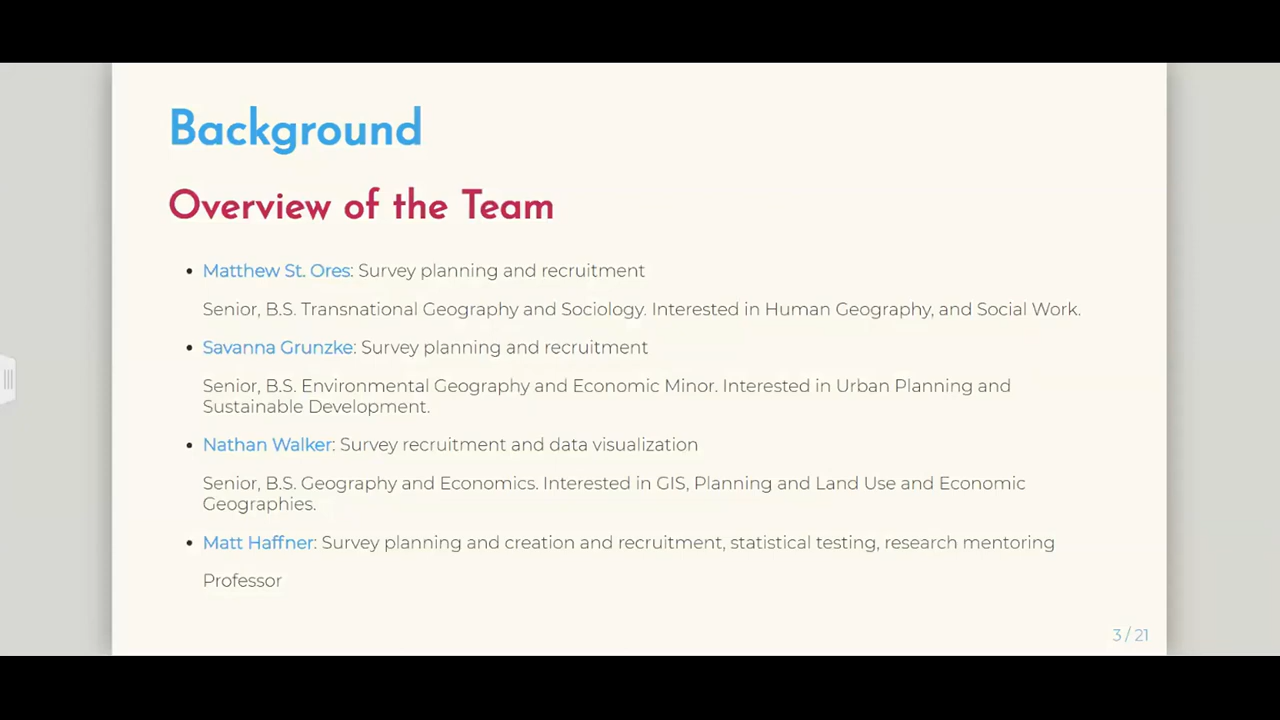 Background
Overview of the Team
• Matthew St. Ores: Survey planning and recruitment
Senior, B.S. Transnational Geography and Sociology. Interested in Human Geography, and Social Work.
• Savanna Grunzke: Survey planning and recruitment
Senior, B.S. Environmental Geography and Economic Minor. Interested in Urban Planning and
Sustainable Development.
• Nathan Walker: Survey recruitment and data visualization
Senior, B.S. Geography and Economics. Interested in GIS, Planning and Land Use and Economic
Geographies.
• Matt Haffner: Survey planning and creation and recruitment, statistical testing, research mentoring
Professor
3 / 21